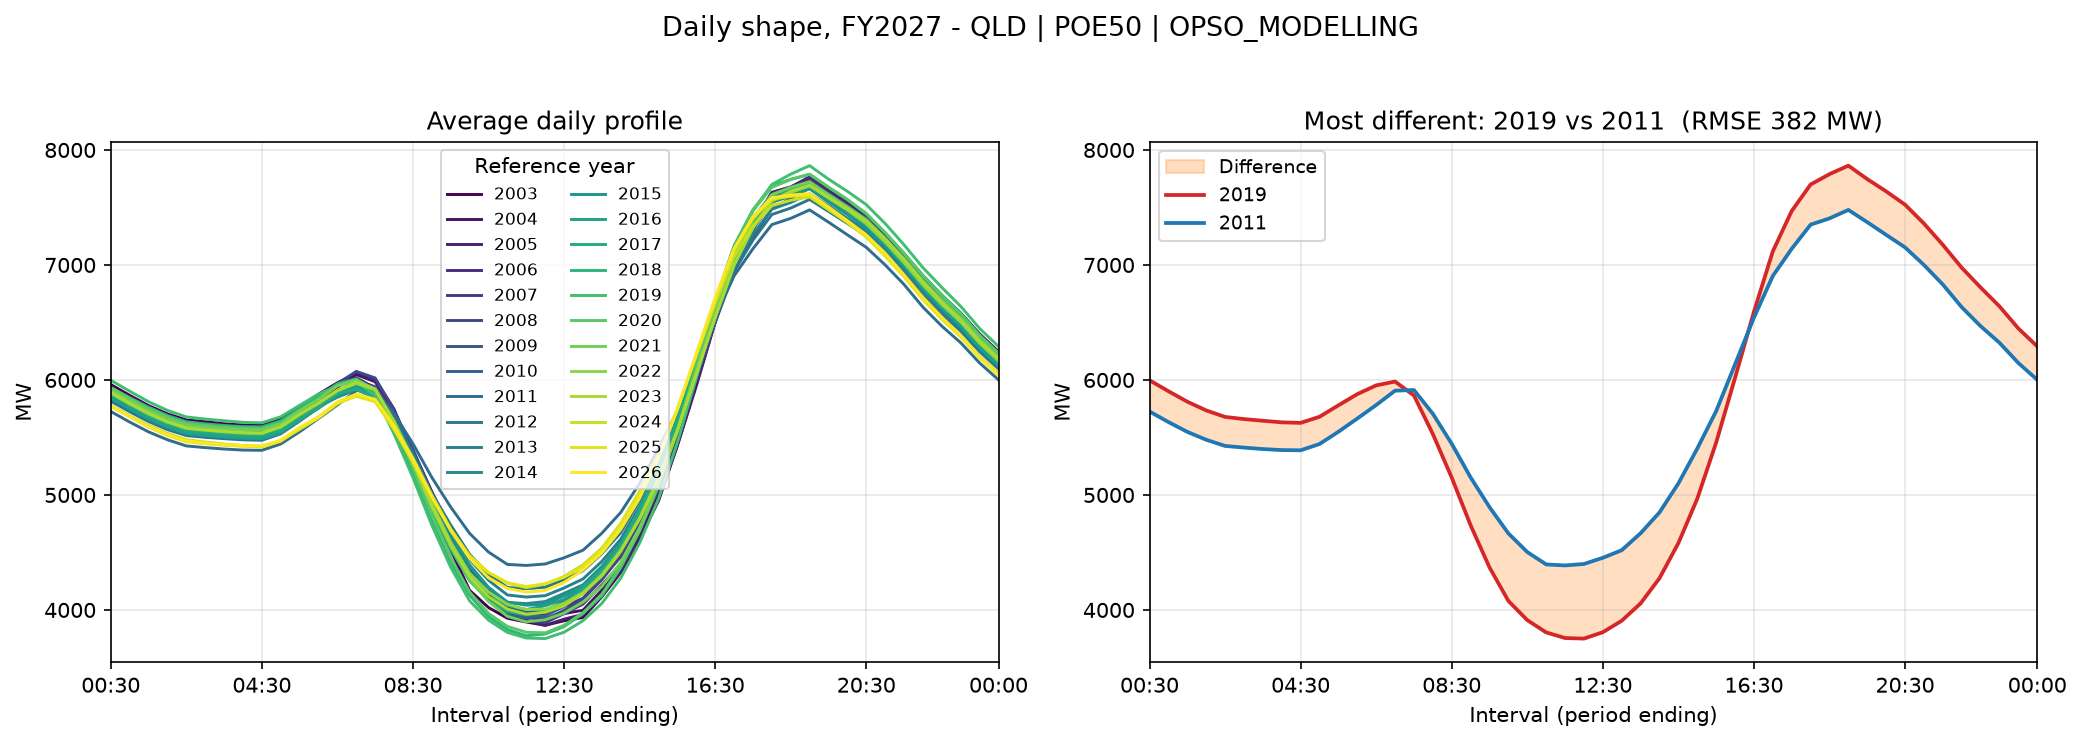 Daily shape, FY2027 - QLD | POE50 | OPSO_MODELLING
Average daily profile
MW
8000
7000
6000
5000
4000
Reference year
2003 2015
2004 2016
2005 2017
2006 2018
2007 2019
2008 2020
2009 2021
2010 2022
2011 2023
2012 2024
2013 2025
2014 2026
00:30 04:30 08:30 12:30 16:30 20:30 00:00
Interval (period ending)
Most different: 2019 vs 2011 (RMSE 382 MW)
MW
8000
7000
6000
5000
4000
Difference
2019
2011
00:30 04:30 08:30 12:30 16:30 20:30 00:00
Interval (period ending)